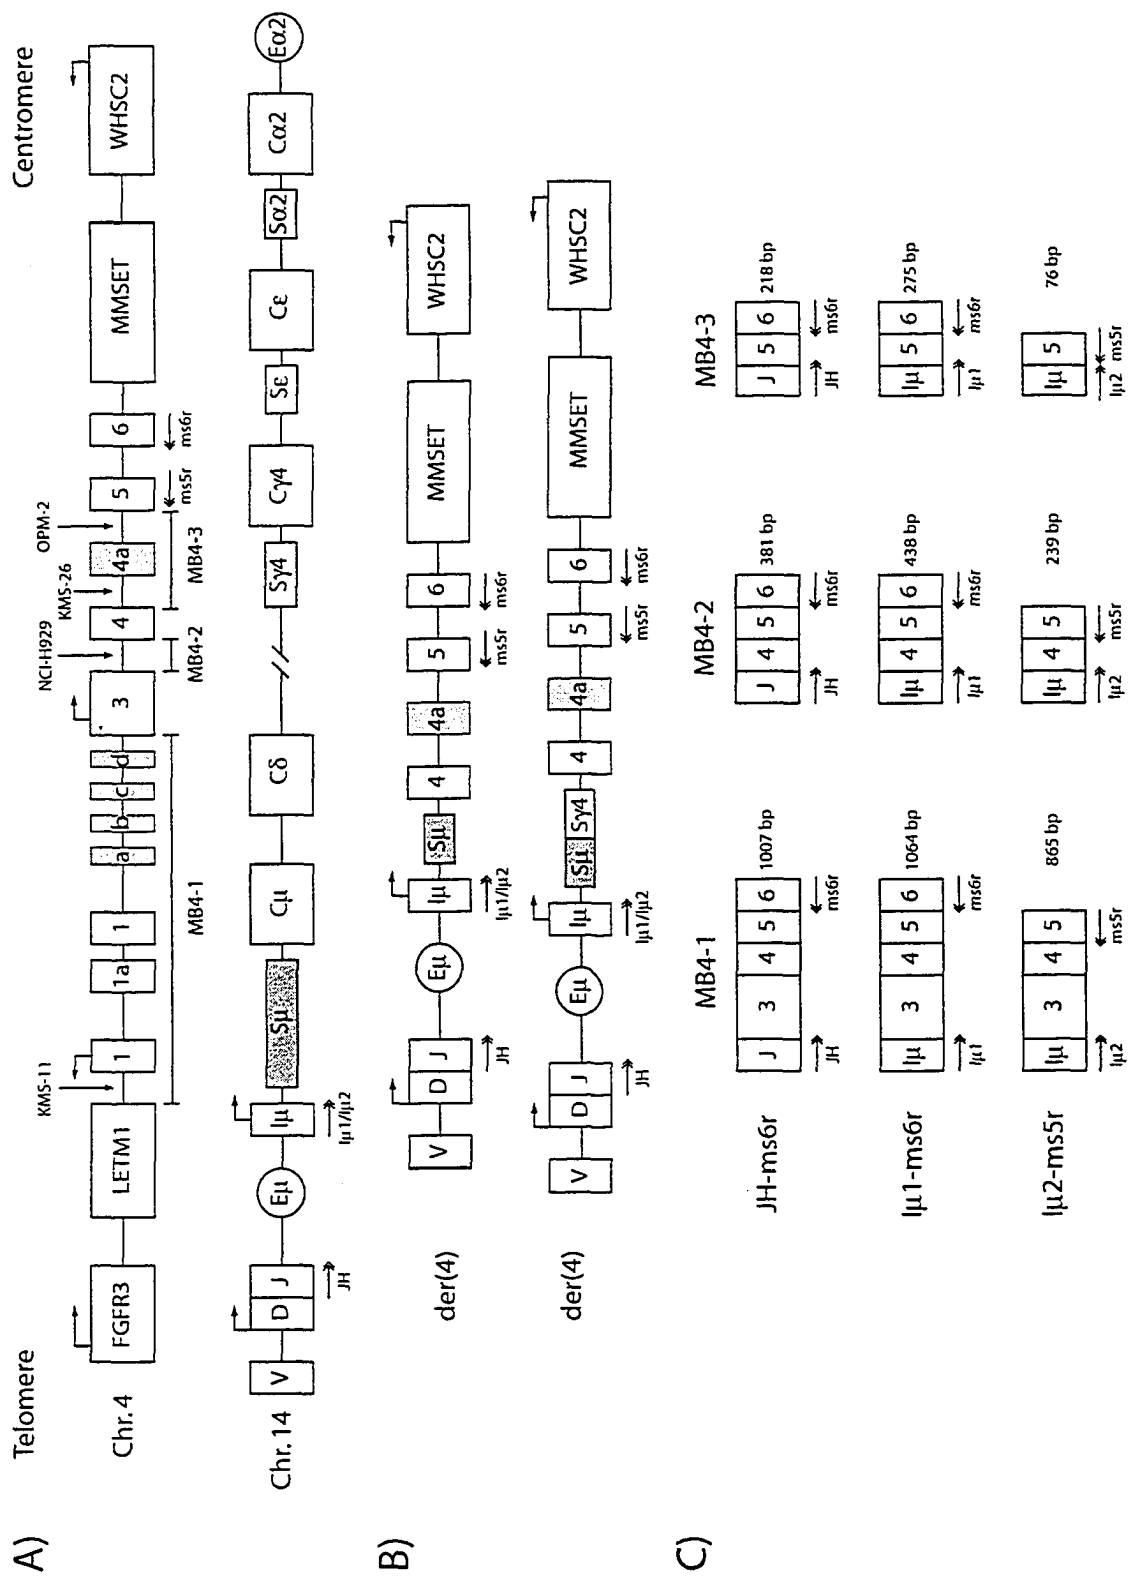 A)
Telomere
Centromere
KMS-11
NCI-H929
KMS-26
OPM-2
Chr. 4
FGFR3
LETM1
1
1a
1
a
b
c
d
3
4
4a
5
6
MMSET
WHSC2
ms5r
ms6r
MB4-1
MB4-2
MB4-3
Chr. 14
V
D
J
Eμ
Iμ
Sμ
Cμ
Cδ
Sγ4
Cγ4
Sε
Cε
Sα2
Cα2
Eα2
JH
Iμ1/Iμ2
B)
der(4)
V
D
J
Eμ
Iμ
Sμ
4
4a
5
6
MMSET
WHSC2
JH
Iμ1/Iμ2
ms5r
ms6r
der(4)
V
D
J
Eμ
Iμ
Sμ
Sγ4
4
4a
5
6
MMSET
WHSC2
JH
Iμ1/Iμ2
ms5r
ms6r
C)
MB4-1
MB4-2
MB4-3
JH-ms6r
J 3 4 5 6
1007 bp
J 4 5 6
381 bp
J 5 6
218 bp
JH
ms6r
JH
ms6r
JH
ms6r
Iμ1-ms6r
Iμ 3 4 5 6
1064 bp
Iμ 4 5 6
438 bp
Iμ 5 6
275 bp
Iμ1
ms6r
Iμ1
ms6r
Iμ1
ms6r
Iμ2-ms5r
Iμ 3 4 5
865 bp
Iμ 4 5
239 bp
Iμ 5
76 bp
Iμ2
ms5r
Iμ2
ms5r
Iμ2
ms5r